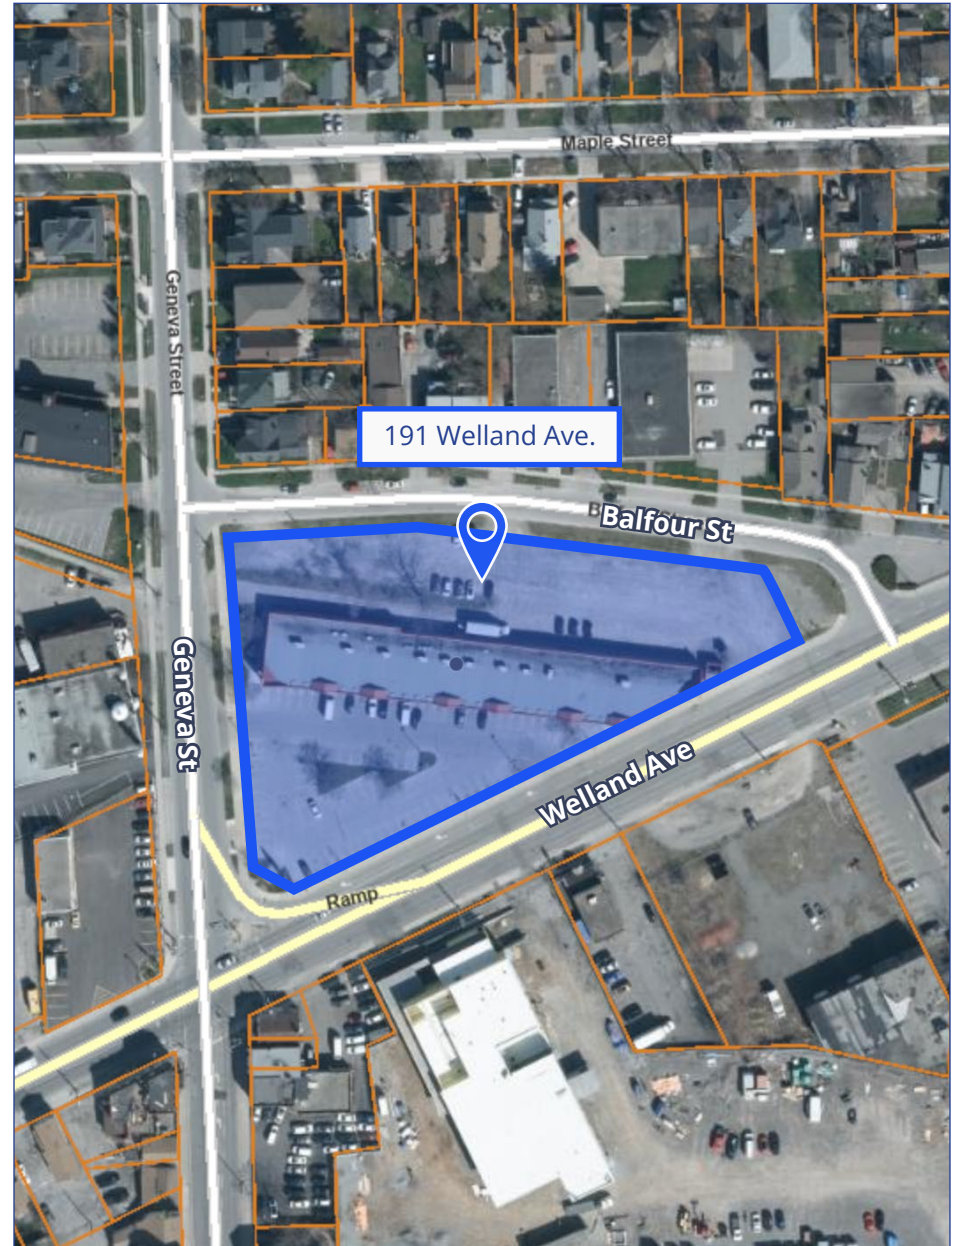 Maple Street
Geneva Street
191 Welland Ave.
Balfour St
Geneva St
Welland Ave
Ramp